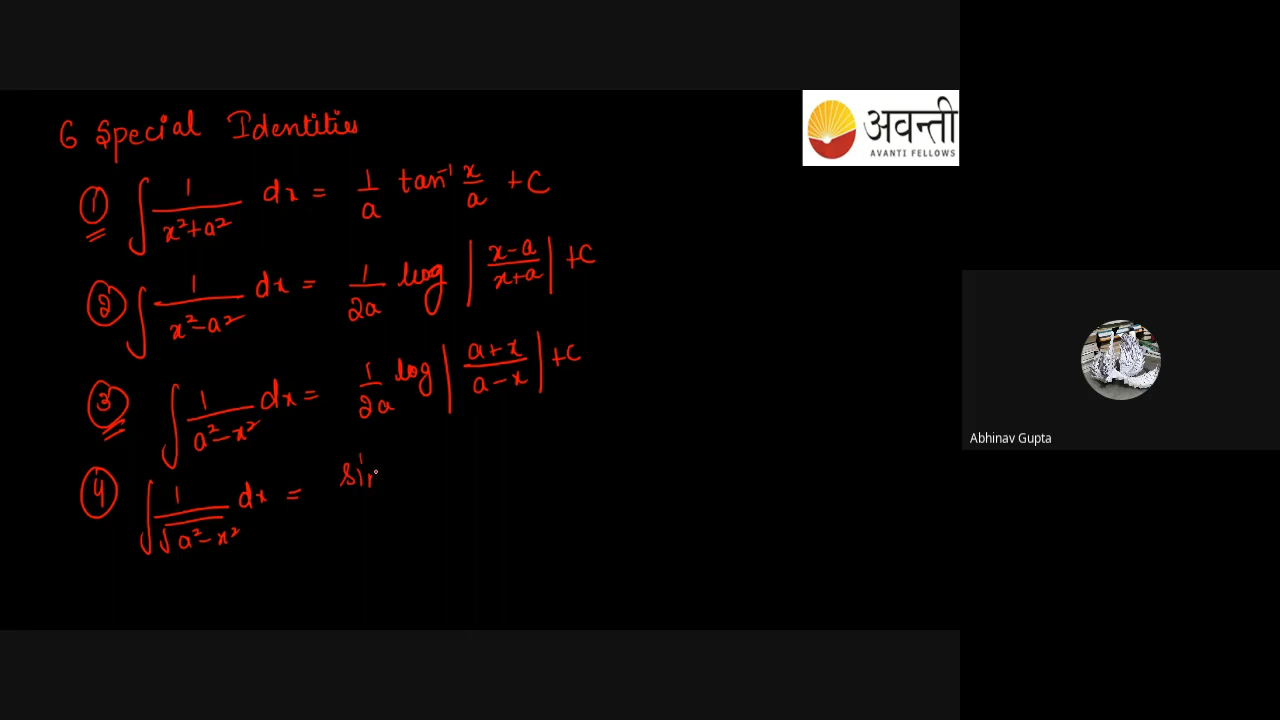 6 Special Identities
① ∫ 1/(x²+a²) dx = 1/a tan⁻¹ x/a + C
② ∫ 1/(x²-a²) dx = 1/2a log |(x-a)/(x+a)| + C
③ ∫ 1/(a²-x²) dx = 1/2a log |(a+x)/(a-x)| + C
④ ∫ 1/√(a²-x²) dx = sin
अवन्ती
AVANTI FELLOWS
Abhinav Gupta